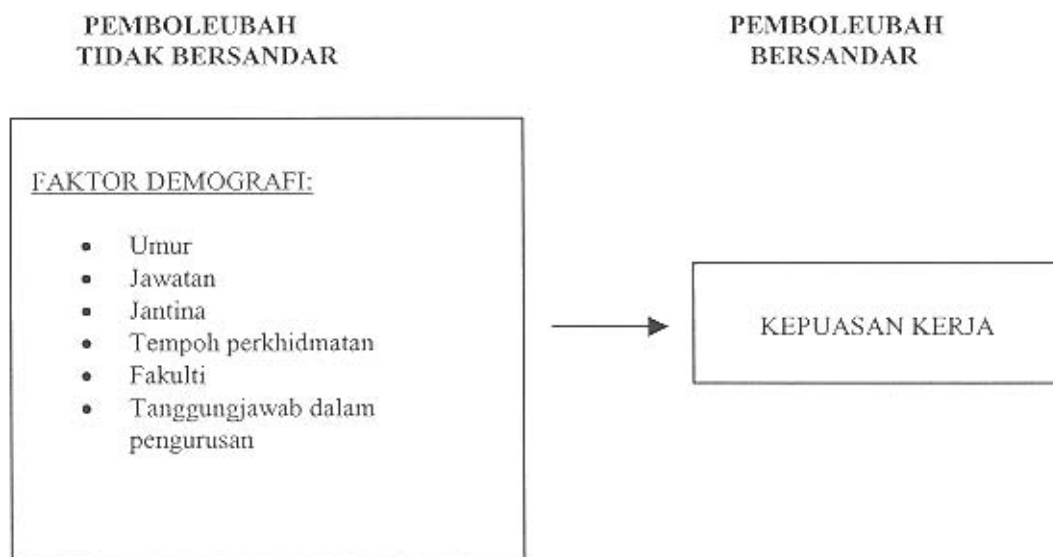 PEMBOLEUBAH
TIDAK BERSANDAR
PEMBOLEUBAH
BERSANDAR
FAKTOR DEMOGRAFI:
• Umur
• Jawatan
• Jantina
• Tempoh perkhidmatan
• Fakulti
• Tanggungjawab dalam
pengurusan
KEPUASAN KERJA